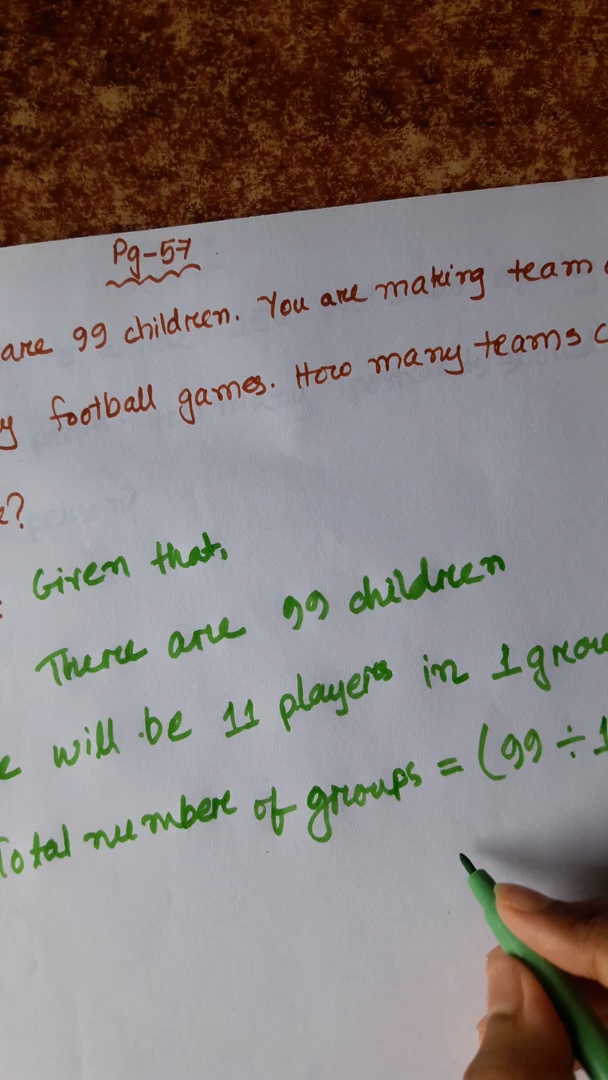 Pg-57
are 99 children. You are making team
football games. How many teams
Given that,
There are 99 children
will be 11 players in 1
Total number of groups = (99 ÷ 1